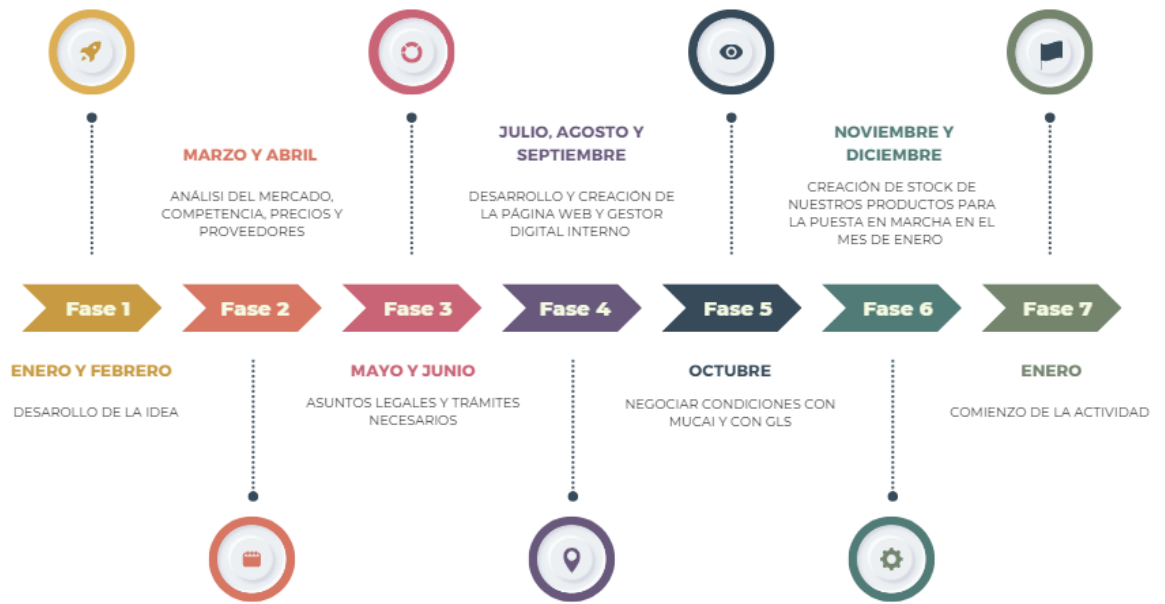 Fase 1
ENERO Y FEBRERO
DESAROLLO DE LA IDEA
MARZO Y ABRIL
ANÁLISI DEL MERCADO,
COMPETENCIA, PRECIOS Y
PROVEEDORES
Fase 2
Fase 3
MAYO Y JUNIO
ASUNTOS LEGALES Y TRÁMITES
NECESARIOS
JULIO, AGOSTO Y
SEPTIEMBRE
DESARROLLO Y CREACIÓN DE
LA PÁGINA WEB Y GESTOR
DIGITAL INTERNO
Fase 4
Fase 5
OCTUBRE
NEGOCIAR CONDICIONES CON
MUCAI Y CON GLS
NOVIEMBRE Y
DICIEMBRE
CREACIÓN DE STOCK DE
NUESTROS PRODUCTOS PARA
LA PUESTA EN MARCHA EN EL
MES DE ENERO
Fase 6
Fase 7
ENERO
COMIENZO DE LA ACTIVIDAD